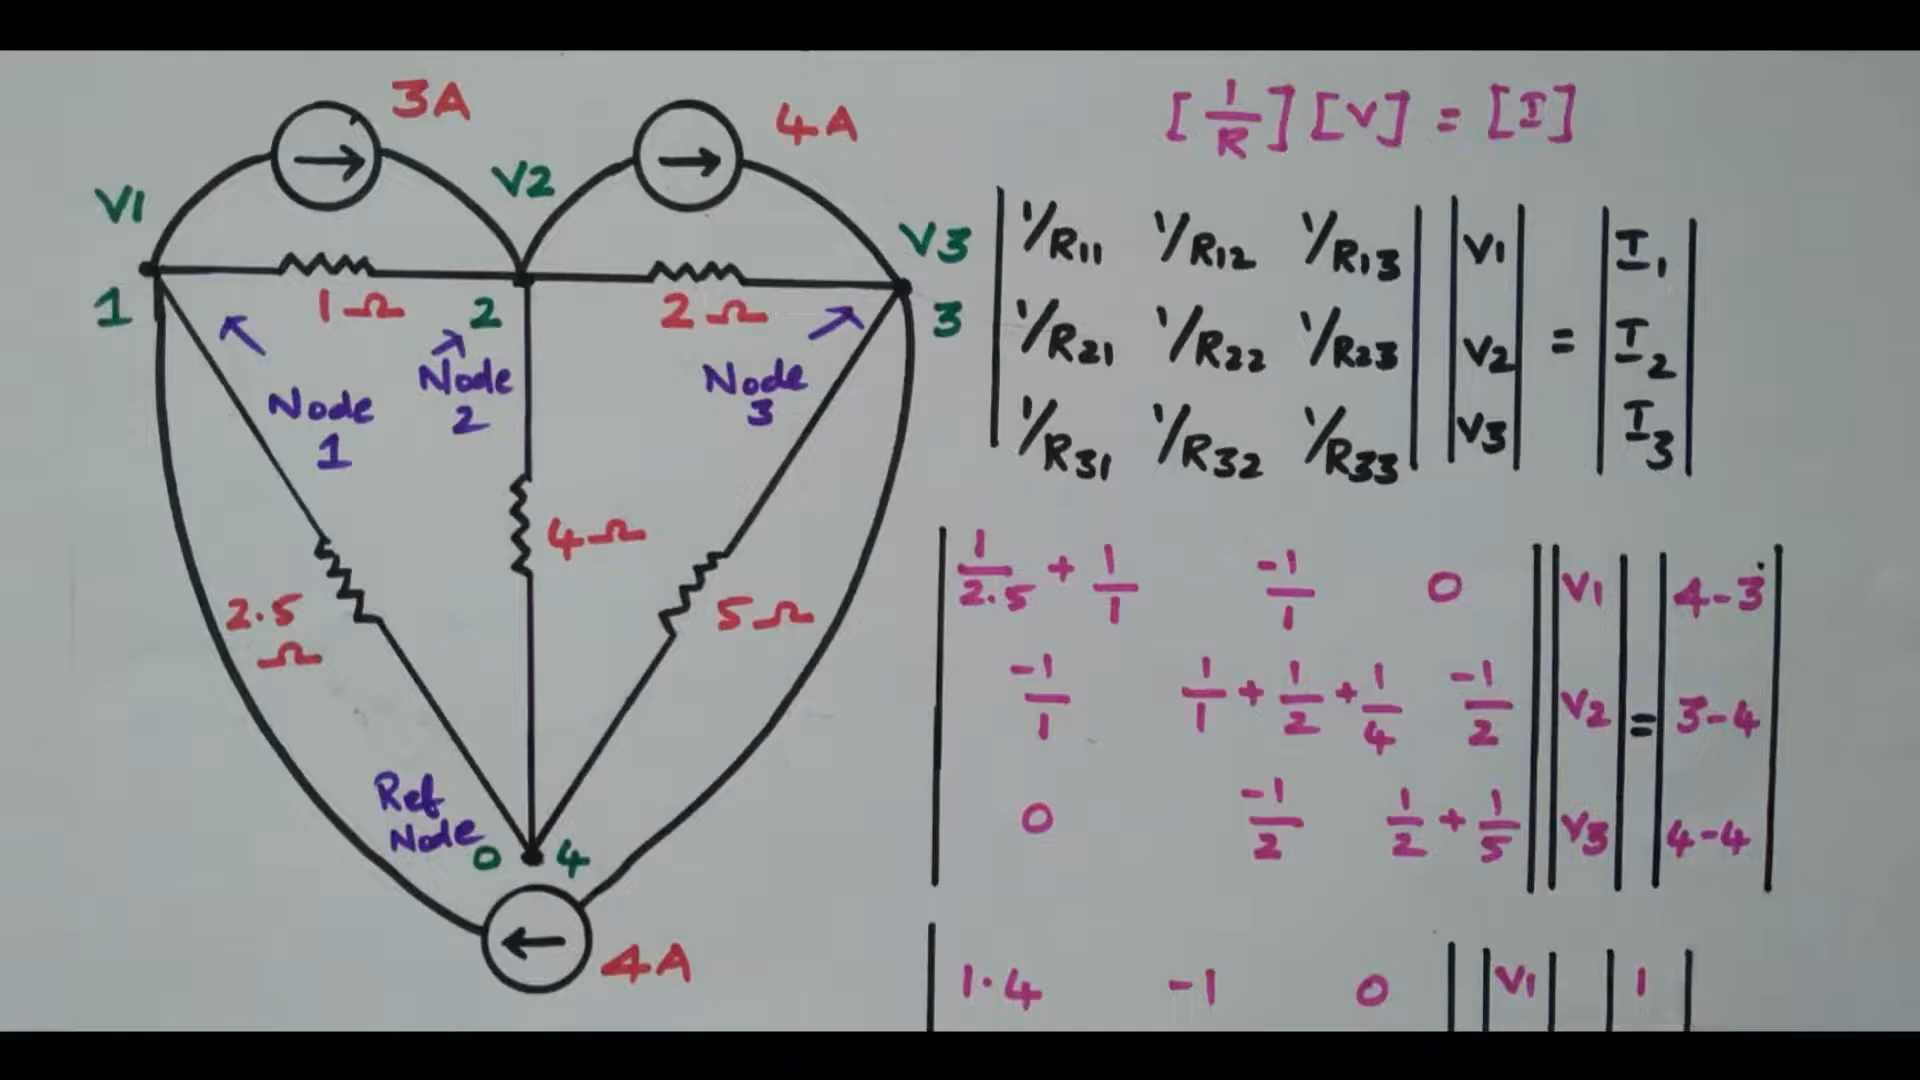 3A
4A
V1
V2
V3
1
1Ω
2
2Ω
3
Node
1
Node
2
Node
3
4Ω
2.5
Ω
5Ω
Ref
Node
0 4
4A
[1/R][V] = [I]
1/R11 1/R12 1/R13 V1 I1
1/R21 1/R22 1/R23 V2 = I2
1/R31 1/R32 1/R33 V3 I3
1/2.5 + 1/1 -1/1 0 V1 4-3
-1/1 1/1 + 1/2 + 1/4 -1/2 V2 = 3-4
0 -1/2 1/2 + 1/5 V3 4-4
1.4 -1 0 V1 1